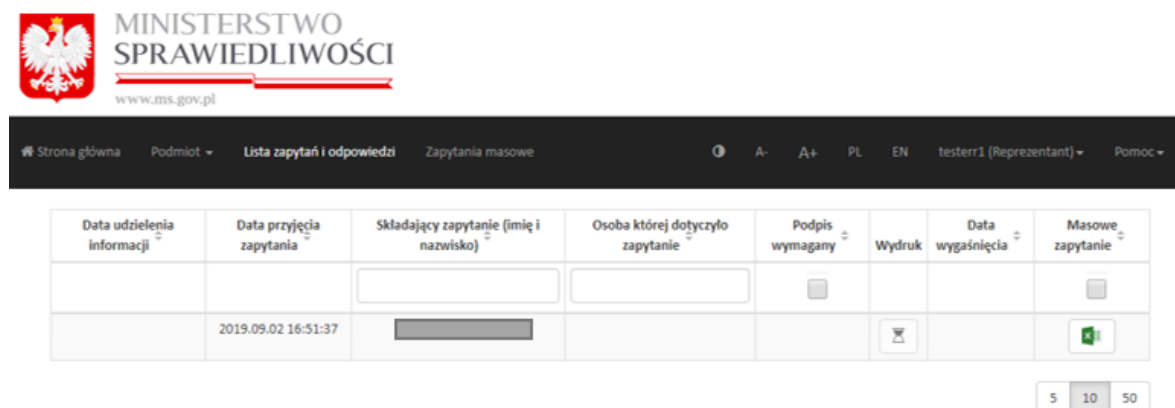 MINISTERSTWO
SPRAWIEDLIWOŚCI
www.ms.gov.pl
Strona główna Podmiot Lista zapytań i odpowiedzi Zapytania masowe A- A+ PL EN testerr1 (Reprezentant) Pomoc
Data udzielenia informacji Data przyjęcia zapytania Składający zapytanie (imię i nazwisko) Osoba której dotyczyło zapytanie Podpis wymagany Wydruk Data wygaśnięcia Masowe zapytanie
2019.09.02 16:51:37
5 10 50